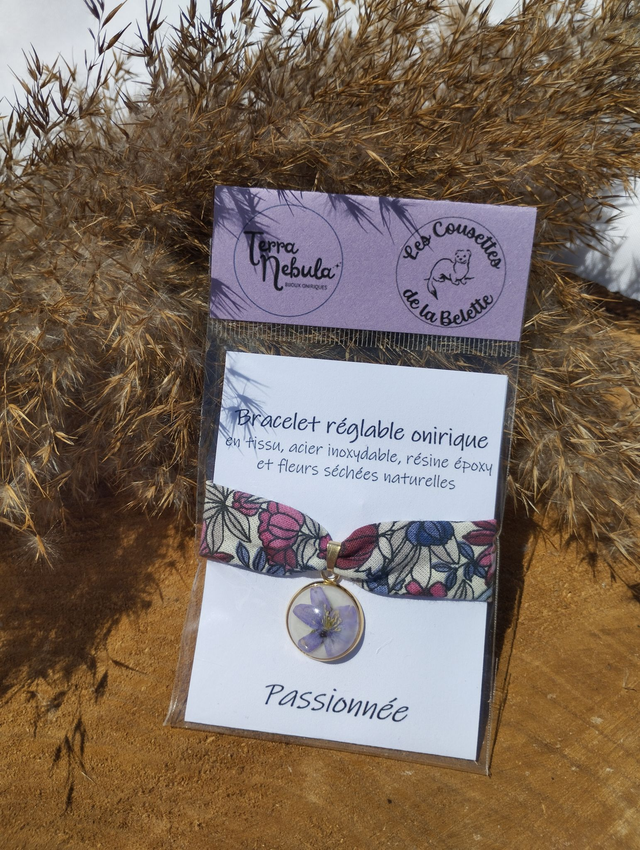 Terra
Nebula
BIJOUX ONIRIQUES
Les Cousettes
de la Belette
Bracelet réglable onirique
en tissu, acier inoxydable, résine époxy
et fleurs séchées naturelles
Passionnée